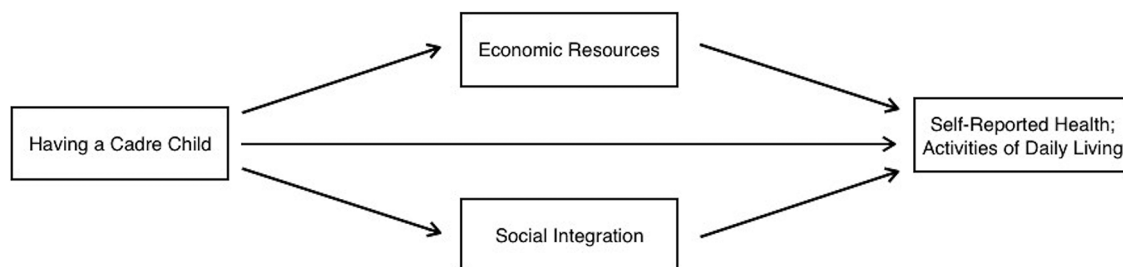 Economic Resources
Having a Cadre Child
Self-Reported Health;
Activities of Daily Living
Social Integration